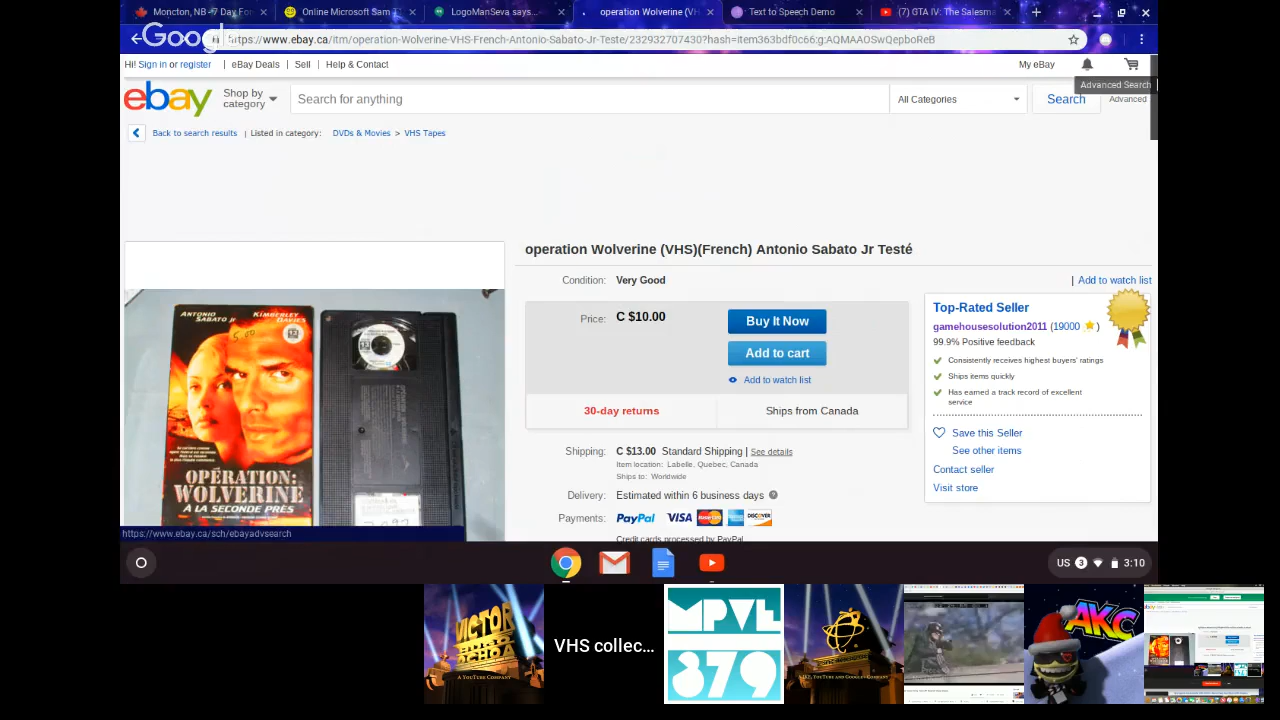 Moncton, NB - 7 Day For
Online Microsoft Sam T
LogoManSeva says...
operation Wolverine (VH
Text to Speech Demo
(7) GTA IV: The Salesma
Google
https://www.ebay.ca/itm/operation-Wolverine-VHS-French-Antonio-Sabato-Jr-Teste/232932707430?hash=item363bdf0c66:g:AQMAAOSwQepboReB
Hi! Sign in or register | eBay Deals | Sell | Help & Contact
My eBay
Advanced Search
ebay
Shop by
category
Search for anything
All Categories
Search
Advanced
Back to search results | Listed in category: DVDs & Movies > VHS Tapes
operation Wolverine (VHS)(French) Antonio Sabato Jr Testé
Condition: Very Good
| Add to watch list
Price: C $10.00
Buy It Now
Add to cart
Add to watch list
30-day returns
Ships from Canada
Shipping: C $13.00 Standard Shipping | See details
Item location: Labelle, Quebec, Canada
Ships to: Worldwide
Delivery: Estimated within 6 business days
Payments: PayPal VISA MasterCard DISCOVER
Credit cards processed by PayPal
Top-Rated Seller
gamehousesolution2011 (19000 )
99.9% Positive feedback
Consistently receives highest buyers' ratings
Ships items quickly
Has earned a track record of excellent
service
Save this Seller
See other items
Contact seller
Visit store
ANTONIO SABATO JR
KIMBERLEY DAVIES
OPÉRATION:
WOLVERINE
À LA SECONDE PRÈS
https://www.ebay.ca/sch/ebayadvsearch
US 3 3:10
A YOUTUBE COMPANY
VHS collec...
MPVL
879
AKC